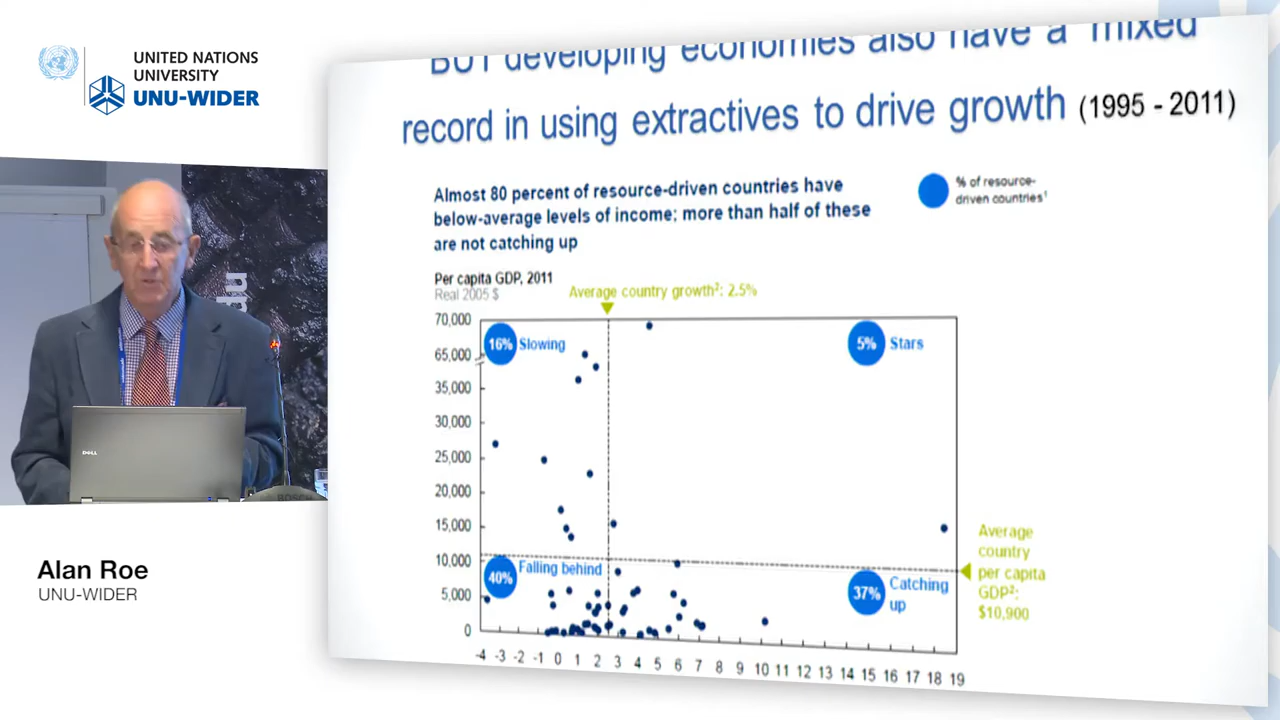 UNITED NATIONS
UNIVERSITY
UNU-WIDER
BUT developing economies also have a mixed
record in using extractives to drive growth (1995 - 2011)
Almost 80 percent of resource-driven countries have
below-average levels of income; more than half of these
are not catching up
% of resource-
driven countries¹
Per capita GDP, 2011
Real 2005 $
Average country growth²: 2.5%
70,000
65,000
35,000
30,000
25,000
20,000
15,000
10,000
5,000
0
16% Slowing
5% Stars
40% Falling behind
37% Catching
up
Average
country
per capita
GDP²:
$10,900
-4 -3 -2 -1 0 1 2 3 4 5 6 7 8 9 10 11 12 13 14 15 16 17 18 19
DELL
BOSCH
Alan Roe
UNU-WIDER